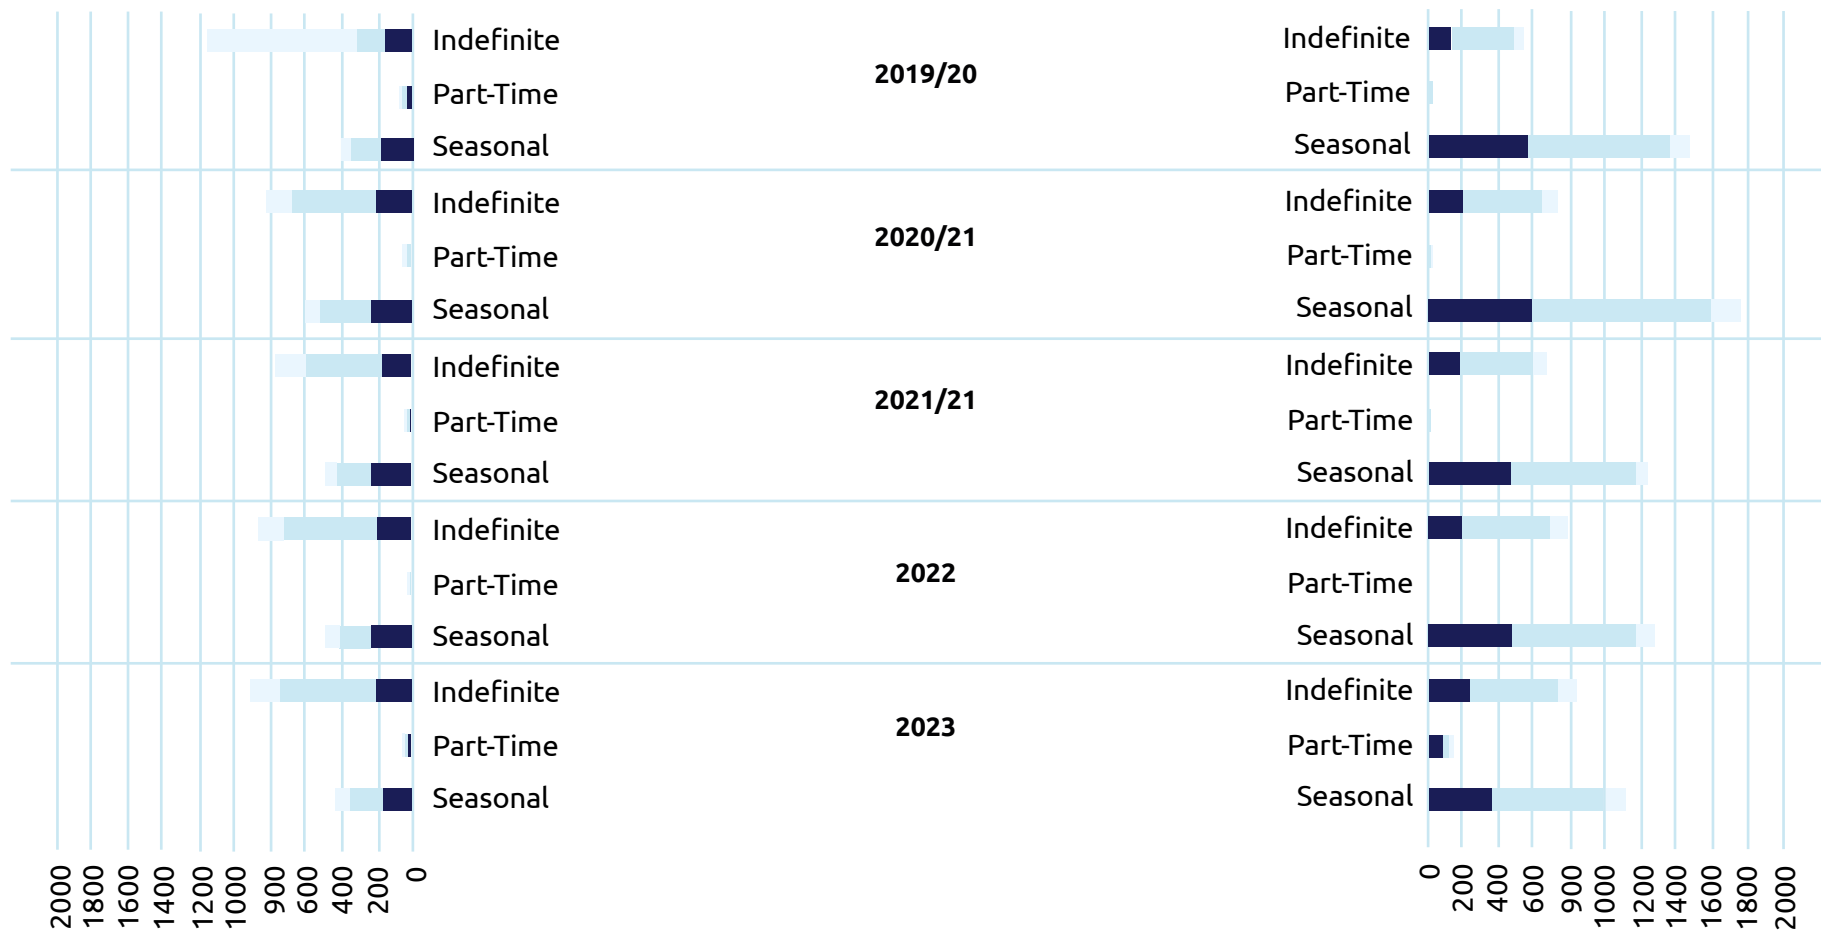 Indefinite
Part-Time
Seasonal
2019/20
Indefinite
Part-Time
Seasonal
Indefinite
Part-Time
Seasonal
2020/21
Indefinite
Part-Time
Seasonal
Indefinite
Part-Time
Seasonal
2021/21
Indefinite
Part-Time
Seasonal
Indefinite
Part-Time
Seasonal
2022
Indefinite
Part-Time
Seasonal
Indefinite
Part-Time
Seasonal
2023
Indefinite
Part-Time
Seasonal
2000
1800
1600
1400
1200
1000
900
600
400
200
0
0
200
400
600
900
1000
1200
1400
1600
1800
2000